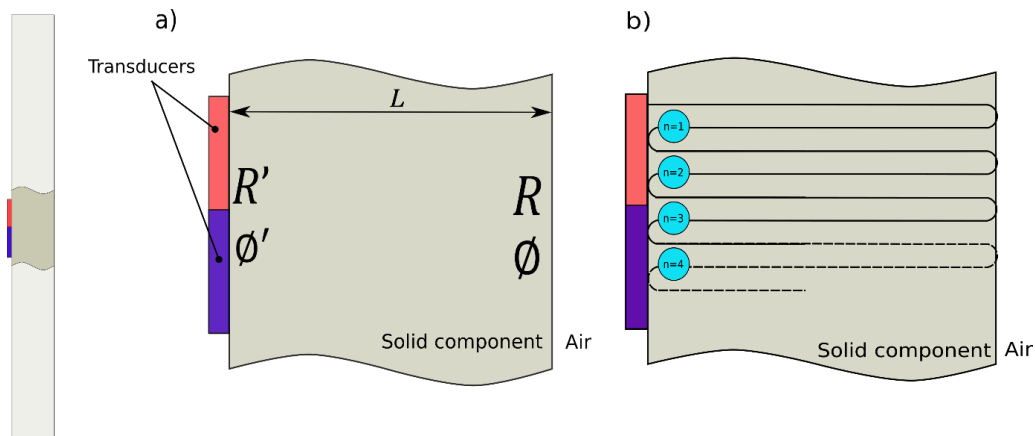 a)
Transducers
L
R'
R
Ø'
Ø
Solid component
Air
b)
n=1
n=2
n=3
n=4
Solid component
Air